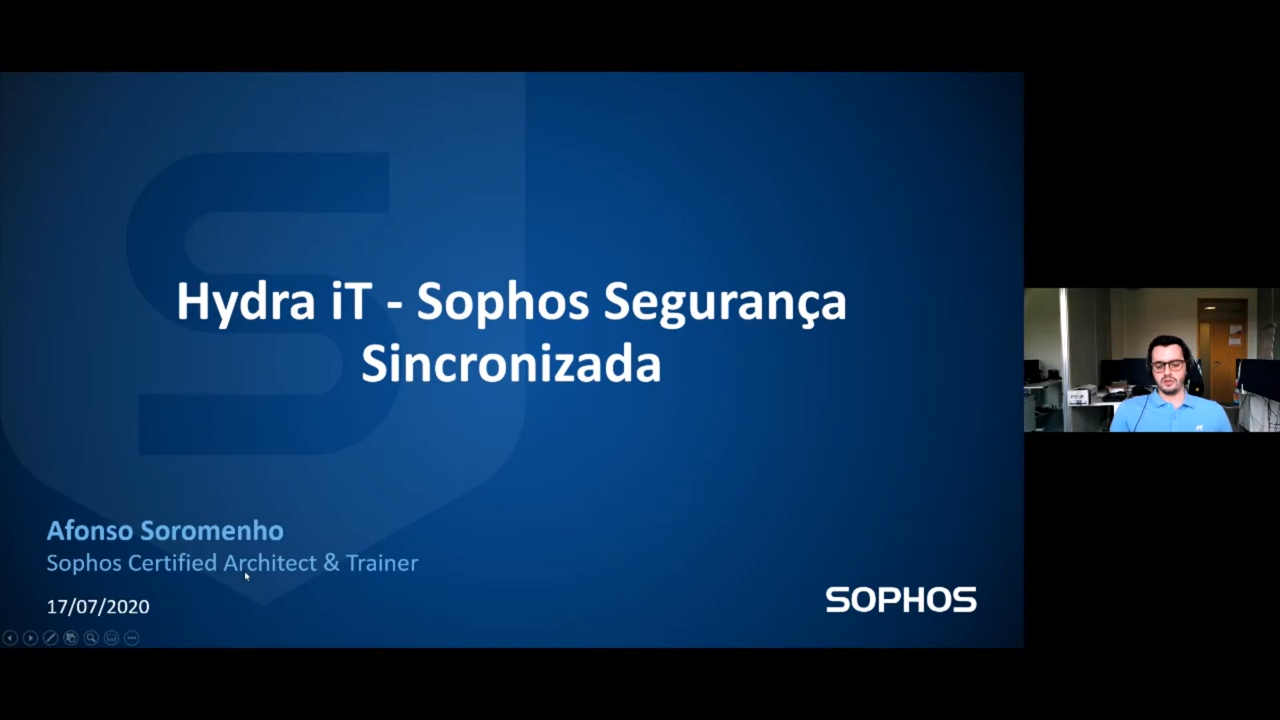 Hydra iT - Sophos Segurança
Sincronizada
Afonso Soromenho
Sophos Certified Architect & Trainer
17/07/2020
SOPHOS